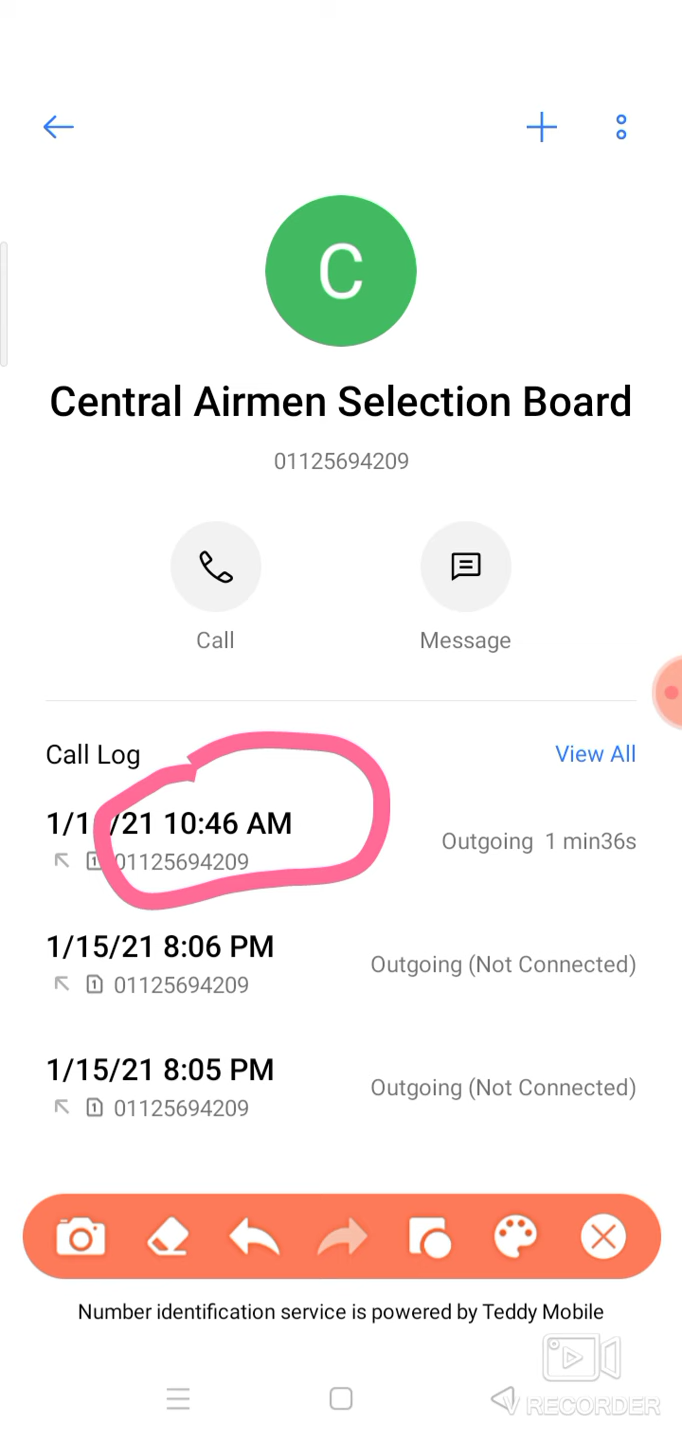 C
Central Airmen Selection Board
01125694209
Call
Message
Call Log
View All
10:46 AM
Outgoing 1 min36s
01125694209
1/15/21 8:06 PM
Outgoing (Not Connected)
1 01125694209
1/15/21 8:05 PM
Outgoing (Not Connected)
1 01125694209
Number identification service is powered by Teddy Mobile
V RECORDER